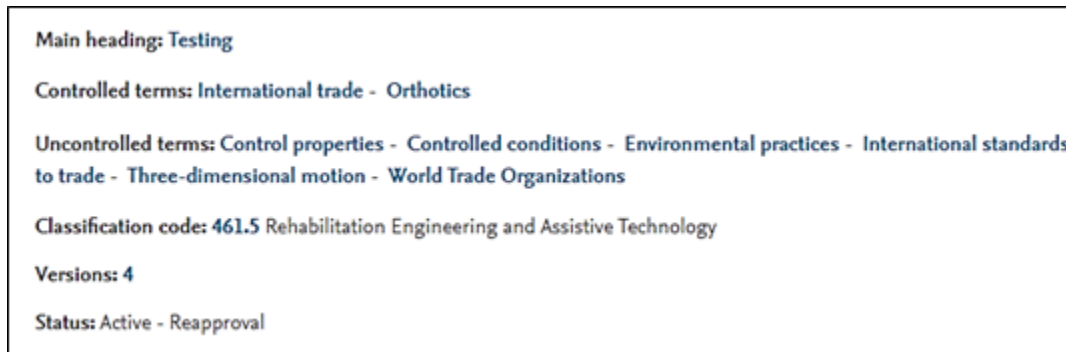 Main heading: Testing
Controlled terms: International trade - Orthotics
Uncontrolled terms: Control properties - Controlled conditions - Environmental practices - International standards
to trade - Three-dimensional motion - World Trade Organizations
Classification code: 461.5 Rehabilitation Engineering and Assistive Technology
Versions: 4
Status: Active - Reapproval